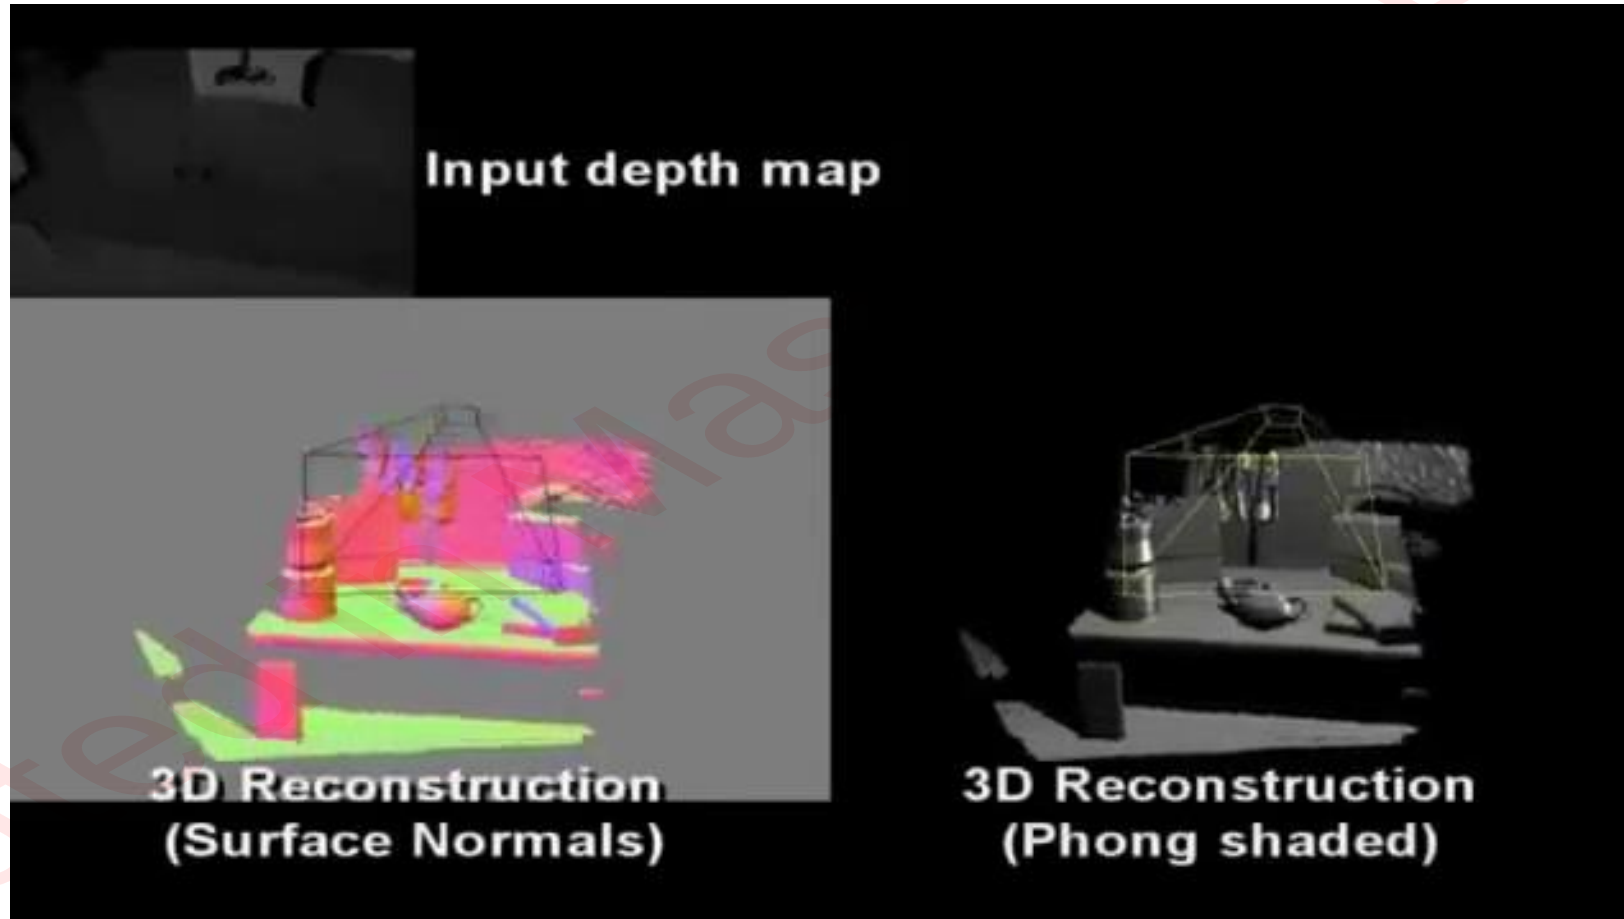 Input depth map
3D Reconstruction
(Surface Normals)
3D Reconstruction
(Phong shaded)